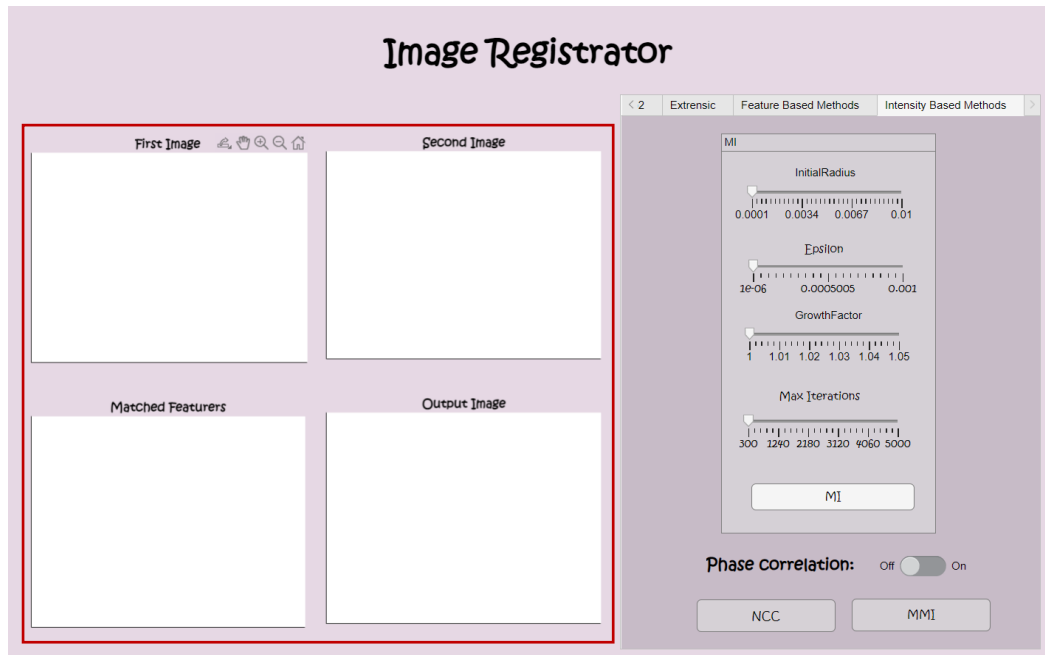 Image Registrator
< 2 Extrensic Feature Based Methods Intensity Based Methods >
First Image
Second Image
Matched Featurers
Output Image
MI
InitialRadius
0.0001 0.0034 0.0067 0.01
Epsilon
1e-06 0.0005005 0.001
GrowthFactor
1 1.01 1.02 1.03 1.04 1.05
Max Iterations
300 1240 2180 3120 4060 5000
MI
Phase correlation: Off On
NCC MMI